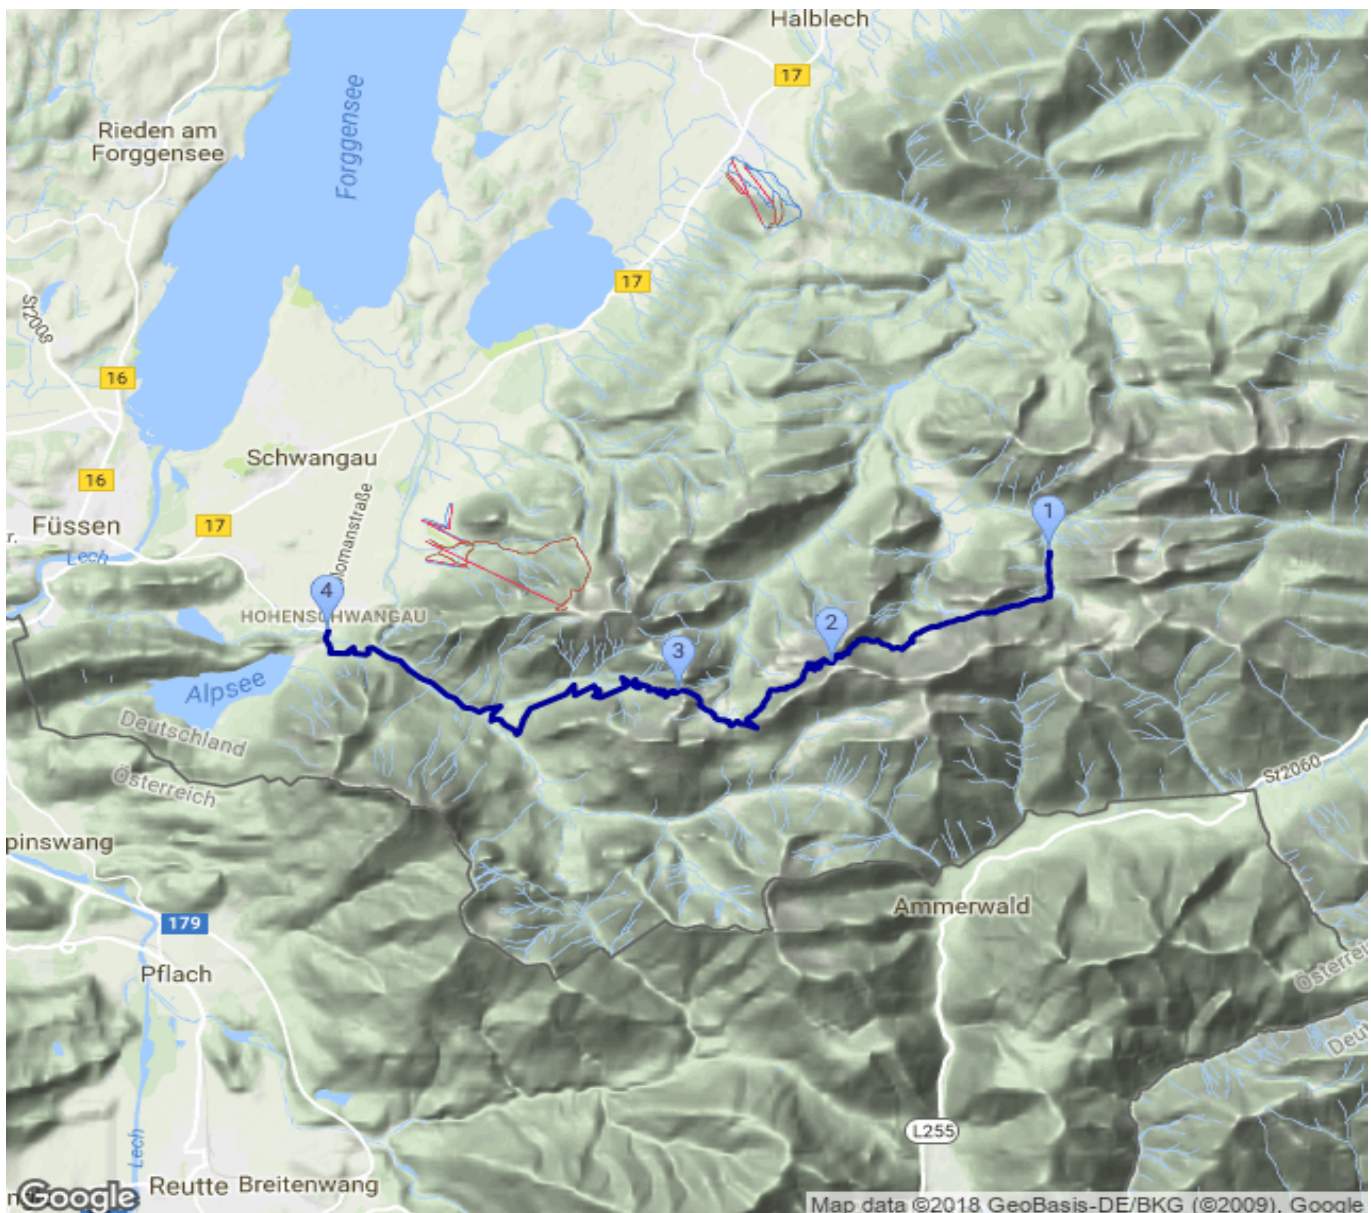 Halblech
17
Rieden am
Forggensee
Forggensee
17
St2008
16
Schwangau
16
Füssen
17
Lech
1
4
HOHENSCHWANGAU
2
3
Alpsee
Deutschland
Österreich
St2060
pinswang
179
Ammerwald
Pflach
Lech
L255
Reutte
Breitenwang
Google
Map data ©2018 GeoBasis-DE/BKG (©2009), Google